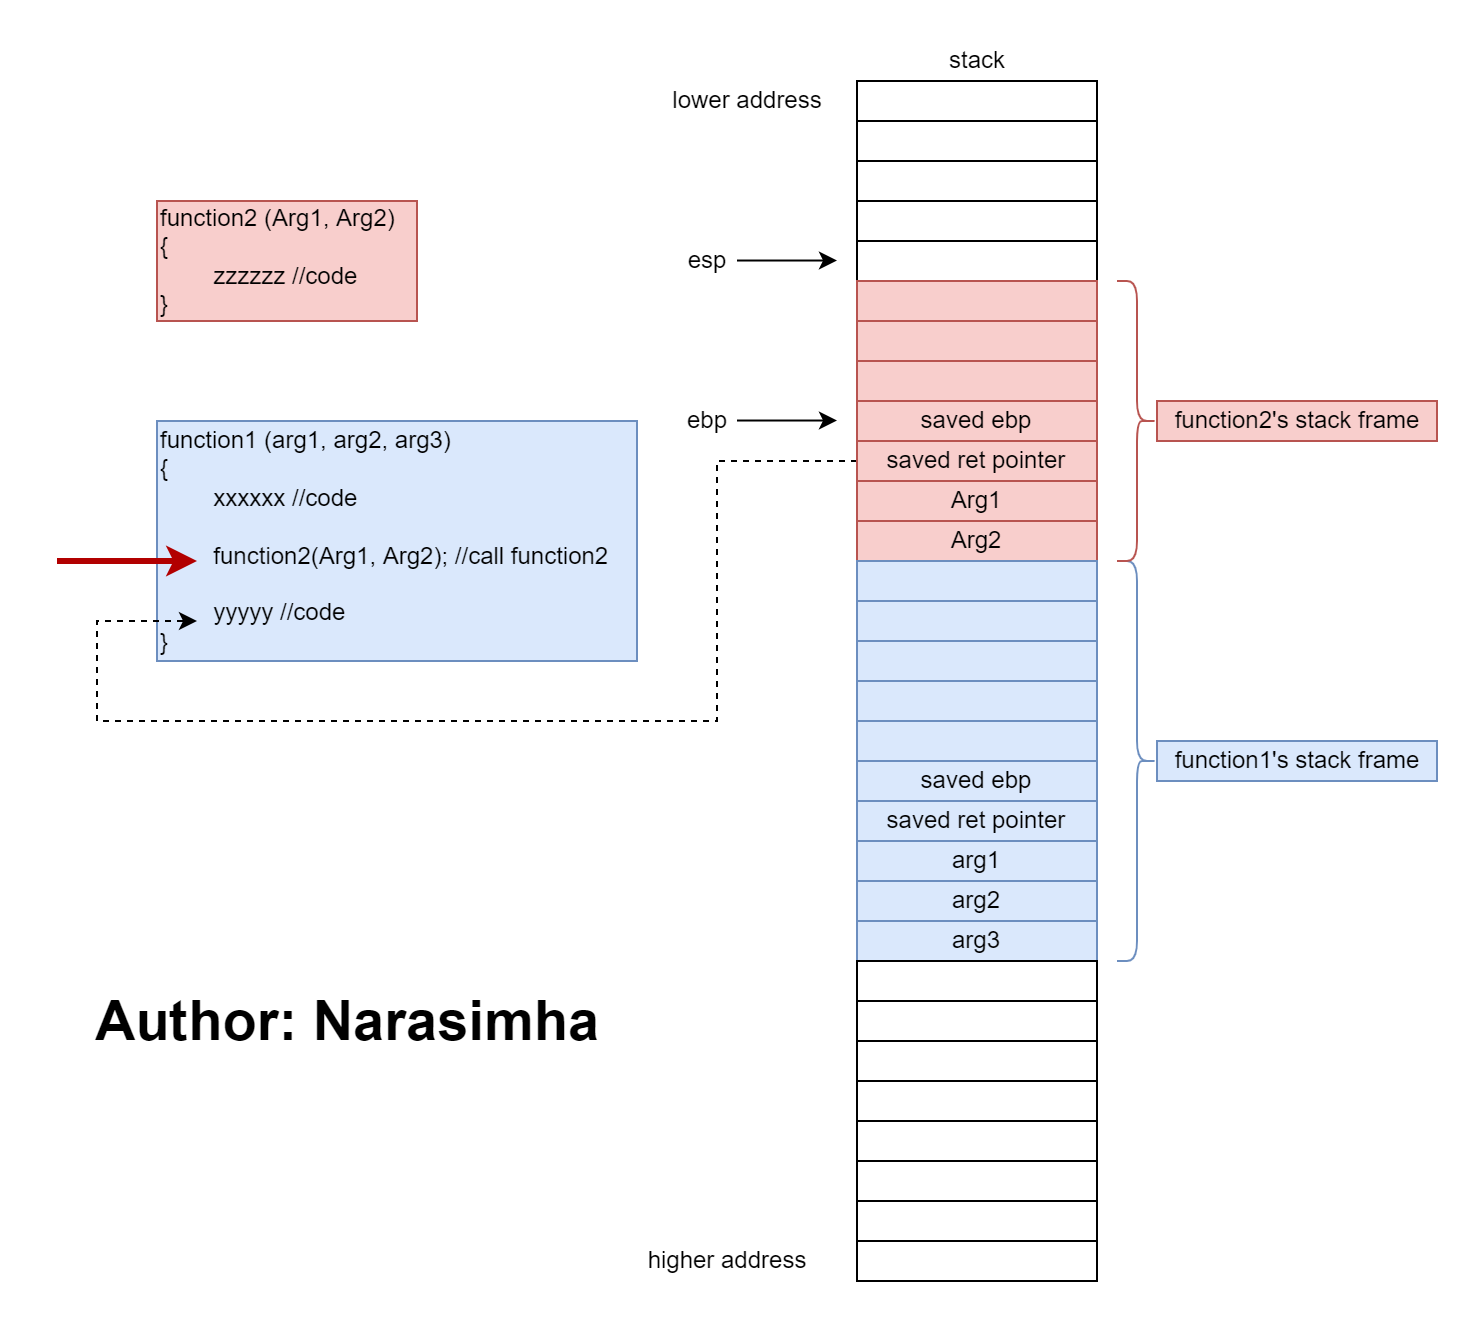 stack
lower address
function2 (Arg1, Arg2)
{
zzzzzz //code
}
esp
ebp
saved ebp
saved ret pointer
Arg1
Arg2
function2's stack frame
function1 (arg1, arg2, arg3)
{
xxxxxx //code
function2(Arg1, Arg2); //call function2
yyyyy //code
}
saved ebp
saved ret pointer
arg1
arg2
arg3
function1's stack frame
Author: Narasimha
higher address